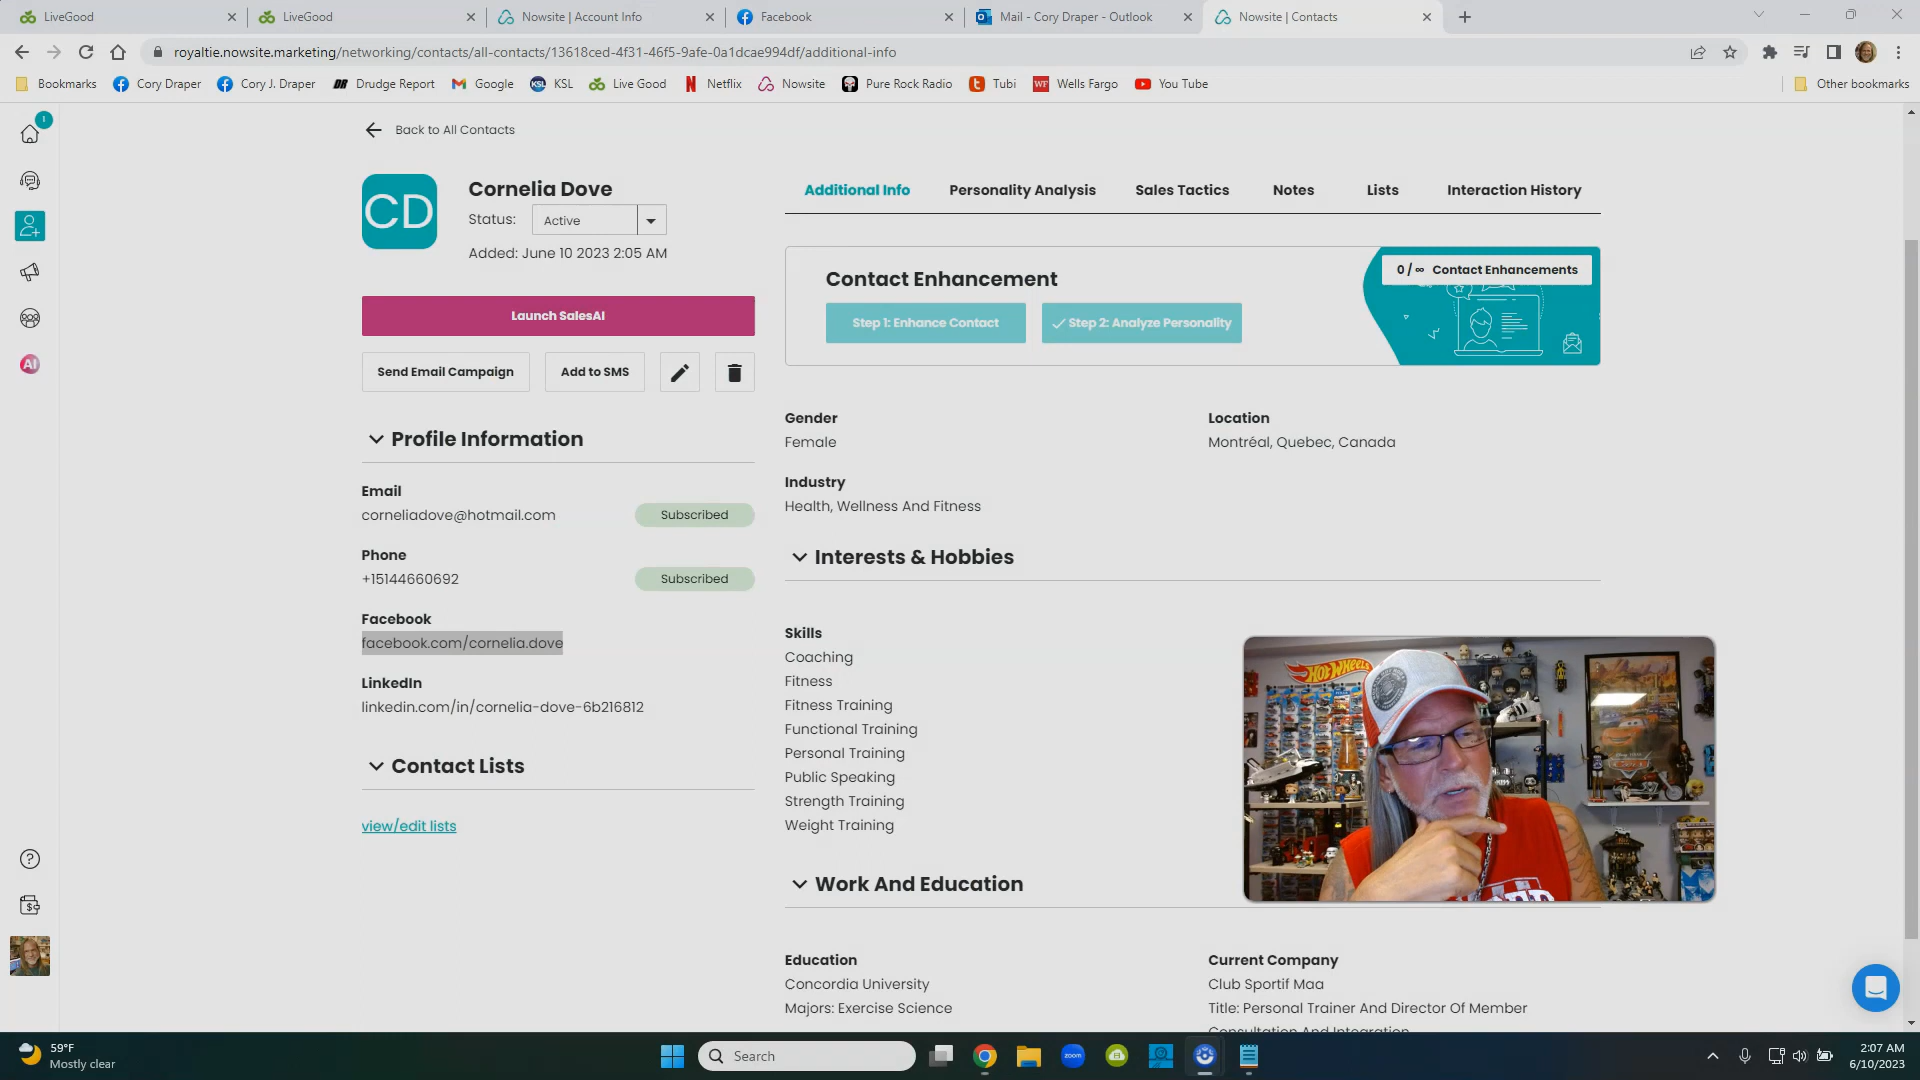 LiveGood
LiveGood
Nowsite | Account Info
Facebook
Mail - Cory Draper - Outlook
Nowsite | Contacts
royaltie.nowsite.marketing/networking/contacts/all-contacts/13618ced-4f31-46f5-9afe-0a1dcae994df/additional-info
Bookmarks
Cory Draper
Cory J. Draper
Drudge Report
Google
KSL
Live Good
Netflix
Nowsite
Pure Rock Radio
Tubi
Wells Fargo
You Tube
Other bookmarks
1
AI
Back to All Contacts
CD
Cornelia Dove
Status: Active
Added: June 10 2023 2:05 AM
Launch SalesAI
Send Email Campaign
Add to SMS
Profile Information
Email
corneliadove@hotmail.com
Subscribed
Phone
+15144660692
Subscribed
Facebook
facebook.com/cornelia.dove
LinkedIn
linkedin.com/in/cornelia-dove-6b216812
Contact Lists
view/edit lists
Additional Info
Personality Analysis
Sales Tactics
Notes
Lists
Interaction History
Contact Enhancement
0 / ∞ Contact Enhancements
Step 1: Enhance Contact
Step 2: Analyze Personality
Gender
Female
Location
Montréal, Quebec, Canada
Industry
Health, Wellness And Fitness
Interests & Hobbies
Skills
Coaching
Fitness
Fitness Training
Functional Training
Personal Training
Public Speaking
Strength Training
Weight Training
Work And Education
Education
Concordia University
Majors: Exercise Science
Current Company
Club Sportif Maa
Title: Personal Trainer And Director Of Member
Consultation And Integration
HOT WHEELS
Cars
59°F
Mostly clear
Search
zoom
2:07 AM
6/10/2023